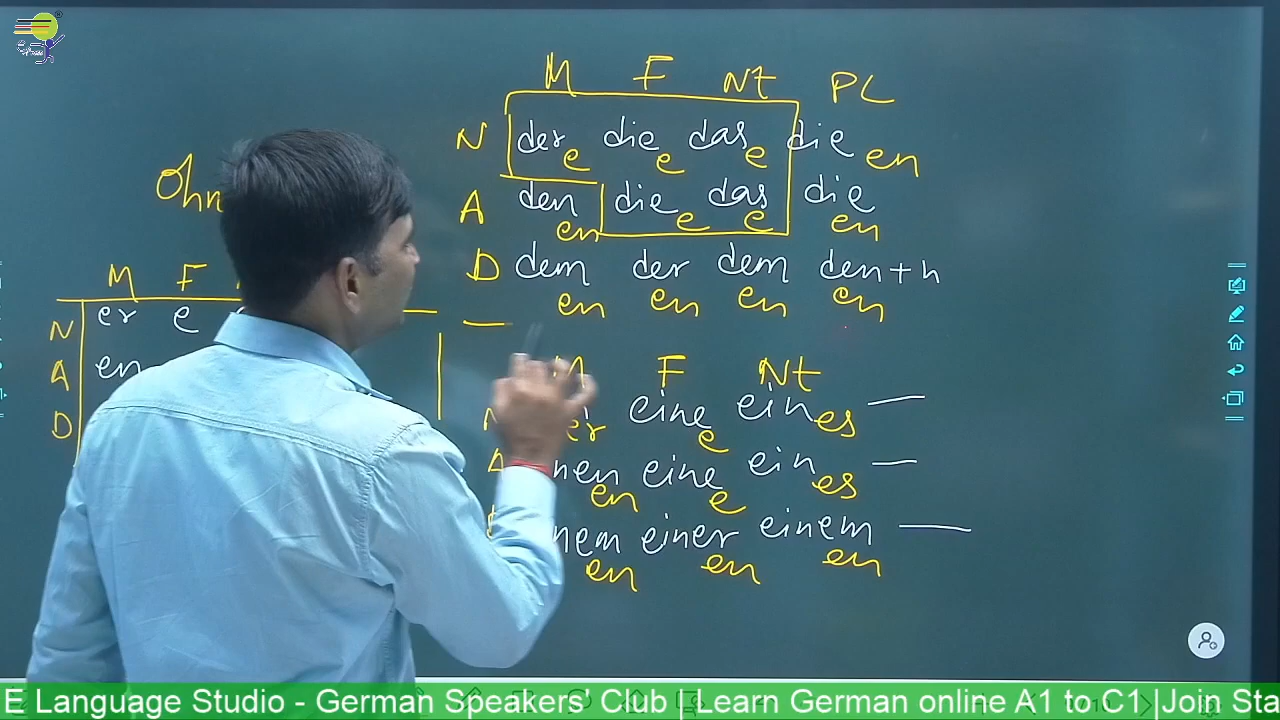 M F Nt PL
N der e die e das e die en
A den en die e das e die en
D dem en der en dem en den + n en
Ohn
M F
N er e
A en
D
M F Nt
er eine e ein es —
nen en eine e ein es —
nem en einer en einem en —
E Language Studio - German Speakers' Club | Learn German online A1 to C1 | Join Sta